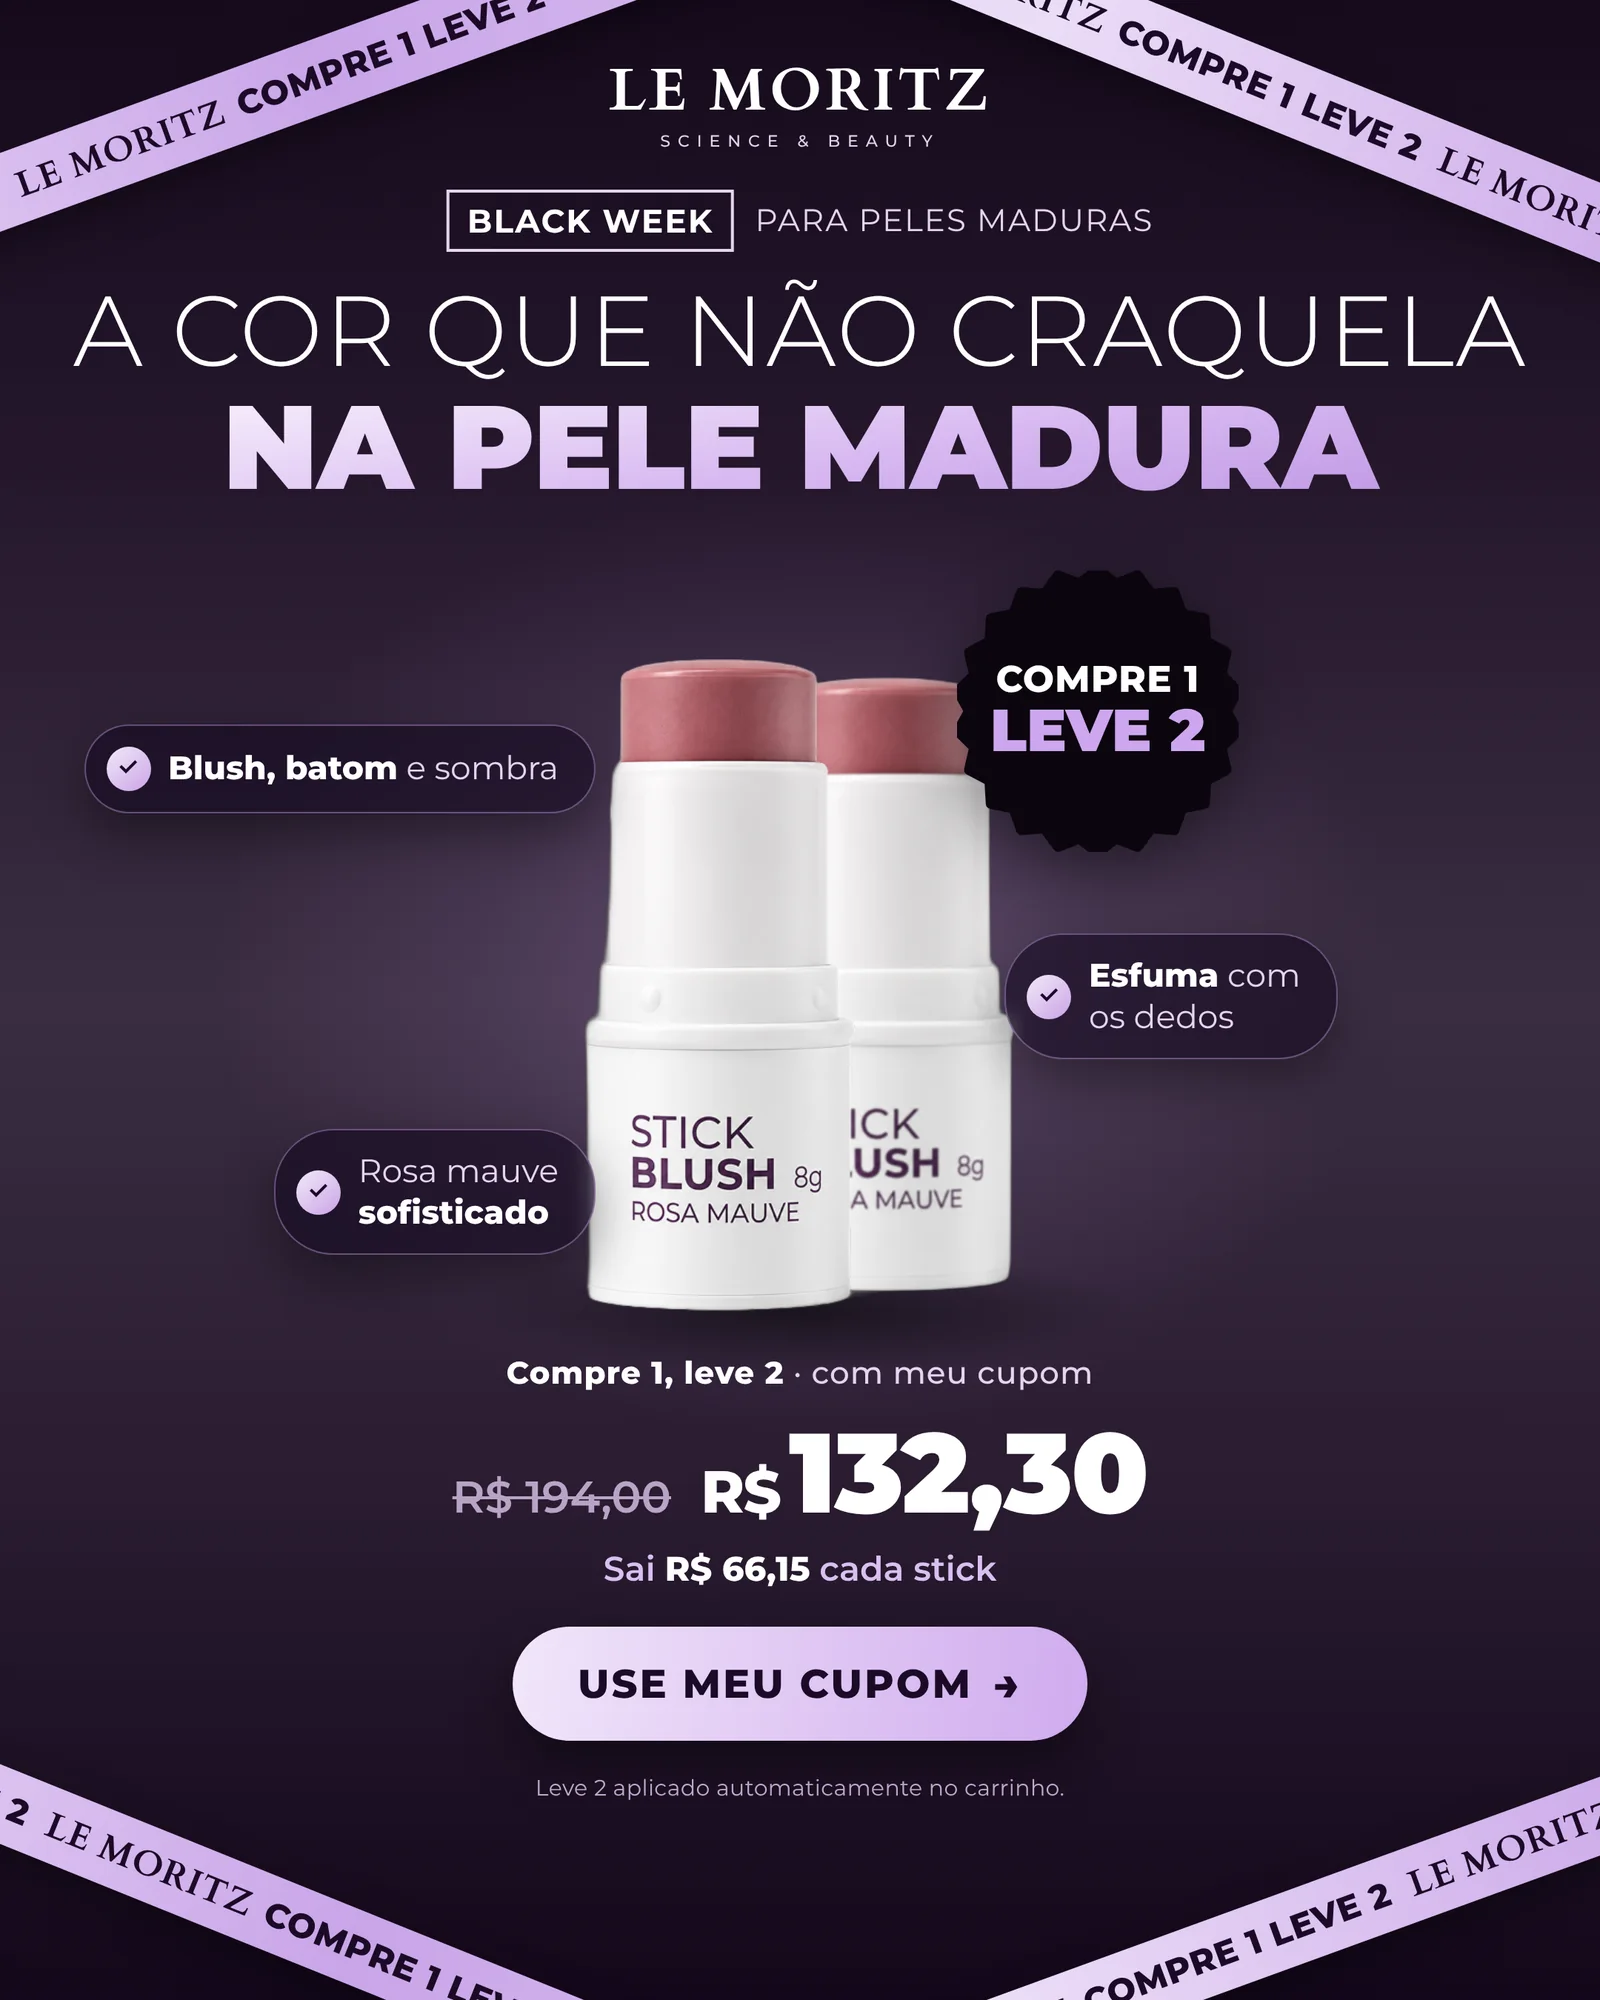 LE MORITZ COMPRE 1 LEVE 2
COMPRE 1 LEVE 2 LE MORITZ
LE MORITZ
SCIENCE & BEAUTY
BLACK WEEK PARA PELES MADURAS
A COR QUE NÃO CRAQUELA
NA PELE MADURA
COMPRE 1
LEVE 2
Blush, batom e sombra
Esfuma com
os dedos
Rosa mauve
sofisticado
STICK
BLUSH 8g
ROSA MAUVE
ICK
LUSH 8g
A MAUVE
Compre 1, leve 2 · com meu cupom
R$ 194,00 R$ 132,30
Sai R$ 66,15 cada stick
USE MEU CUPOM →
Leve 2 aplicado automaticamente no carrinho.
2 LE MORITZ COMPRE 1 LEV
COMPRE 1 LEVE 2 LE MORITZ